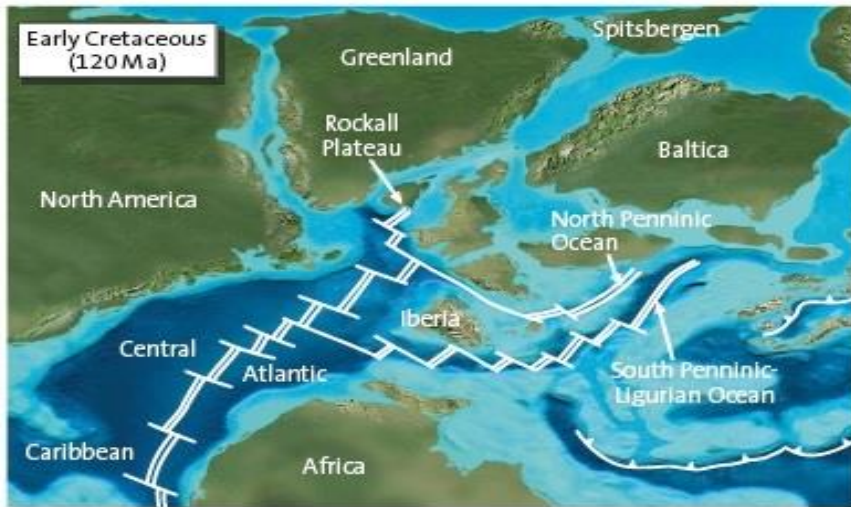 Early Cretaceous
(120 Ma)
Spitsbergen
Greenland
Rockall
Plateau
Baltica
North America
North Penninic
Ocean
Iberia
Central
Atlantic
South Penninic-
Ligurian Ocean
Caribbean
Africa